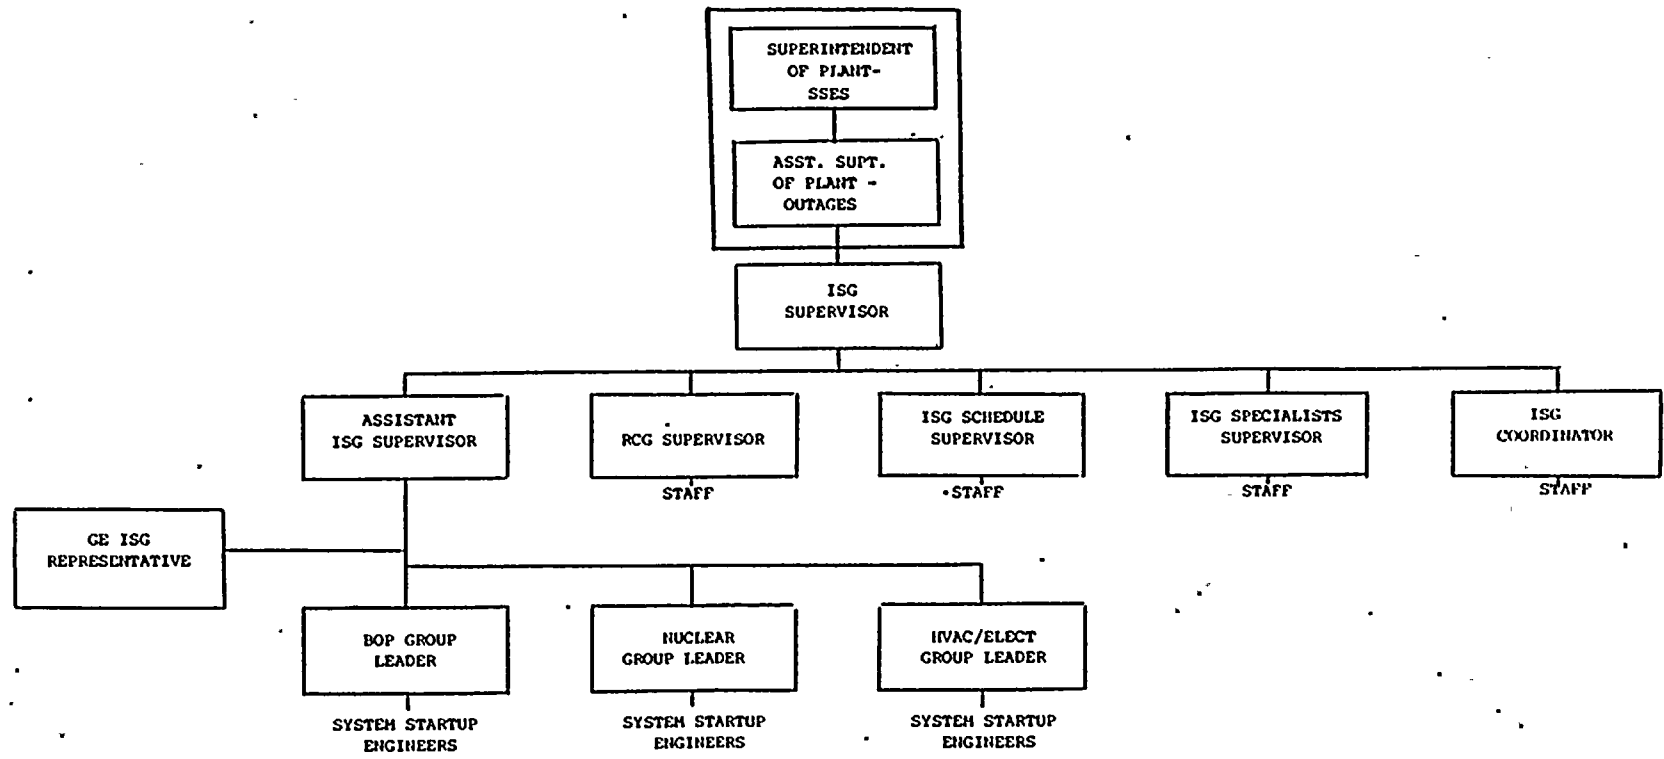 SUPERINTENDENT
OF PLANT-
SSES
ASST. SUPT.
OF PLANT -
OUTAGES
ISG
SUPERVISOR
ASSISTANT
ISG SUPERVISOR
RCG SUPERVISOR
STAFF
ISG SCHEDULE
SUPERVISOR
STAFF
ISG SPECIALISTS
SUPERVISOR
STAFF
ISG
COORDINATOR
STAFF
GE ISG
REPRESENTATIVE
BOP GROUP
LEADER
SYSTEM STARTUP
ENGINEERS
NUCLEAR
GROUP LEADER
SYSTEM STARTUP
ENGINEERS
HVAC/ELECT
GROUP LEADER
SYSTEM STARTUP
ENGINEERS